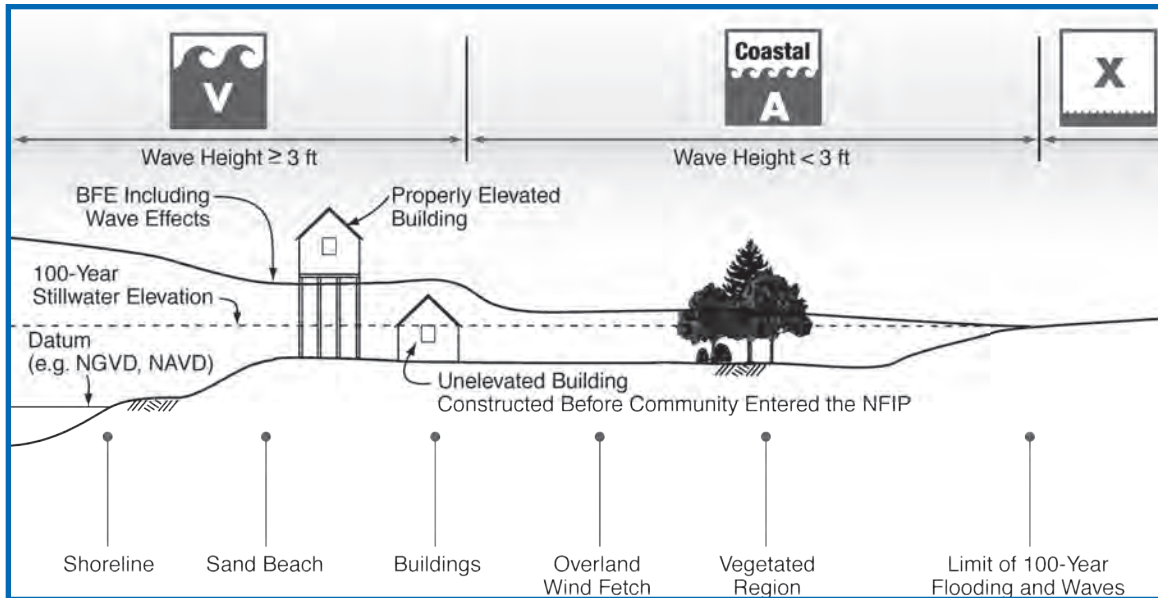 V
Coastal
A
X
Wave Height ≥ 3 ft
Wave Height < 3 ft
BFE Including
Wave Effects
Properly Elevated
Building
100-Year
Stillwater Elevation
Datum
(e.g. NGVD, NAVD)
Unelevated Building
Constructed Before Community Entered the NFIP
Shoreline
Sand Beach
Buildings
Overland
Wind Fetch
Vegetated
Region
Limit of 100-Year
Flooding and Waves